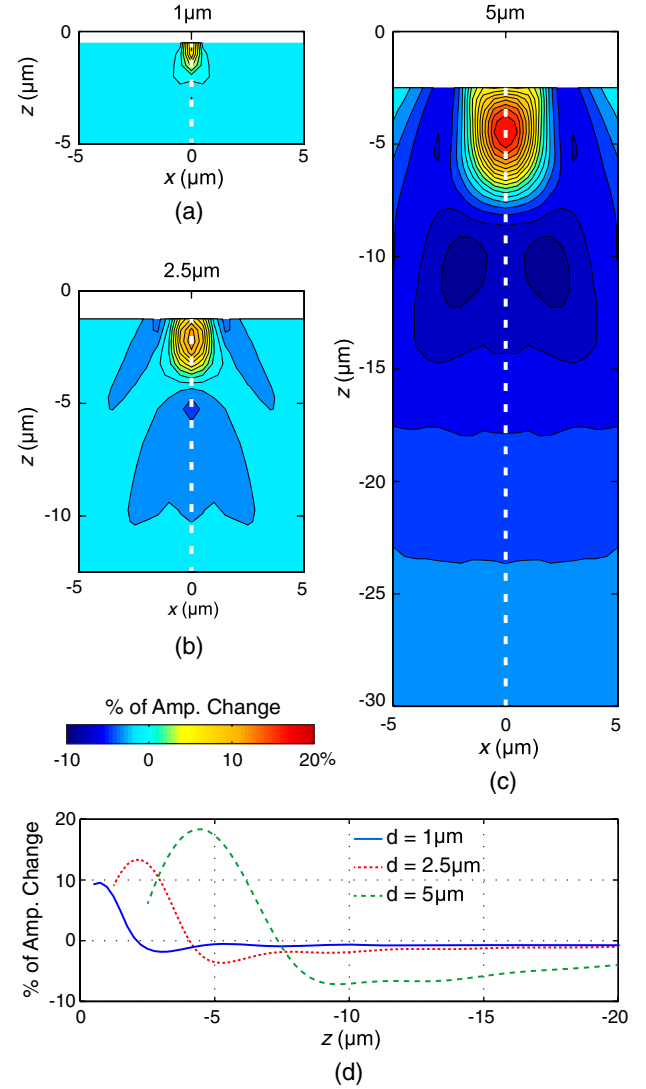 1µm
0
-5
z (µm)
-5
0
5
x (µm)
(a)
2.5µm
0
-5
-10
z (µm)
-5
0
5
x (µm)
(b)
5µm
0
-5
-10
-15
-20
-25
-30
z (µm)
-5
0
5
x (µm)
(c)
% of Amp. Change
-10
0
10
20%
20
10
0
-10
% of Amp. Change
d = 1µm
d = 2.5µm
d = 5µm
0
-5
-10
-15
-20
z (µm)
(d)